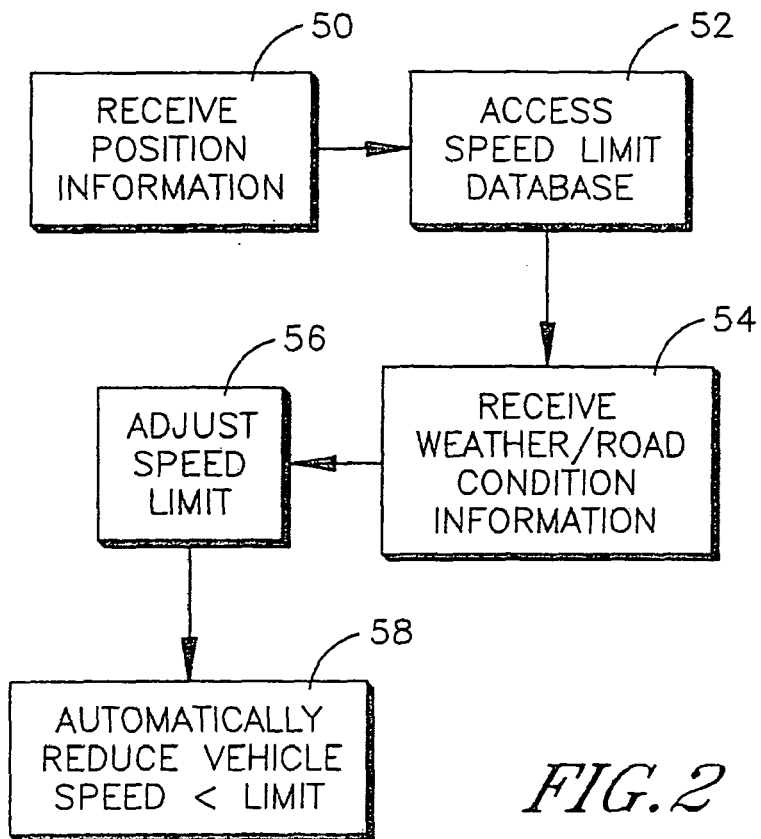 50
RECEIVE
POSITION
INFORMATION
52
ACCESS
SPEED LIMIT
DATABASE
54
RECEIVE
WEATHER/ROAD
CONDITION
INFORMATION
56
ADJUST
SPEED
LIMIT
58
AUTOMATICALLY
REDUCE VEHICLE
SPEED < LIMIT
FIG.2